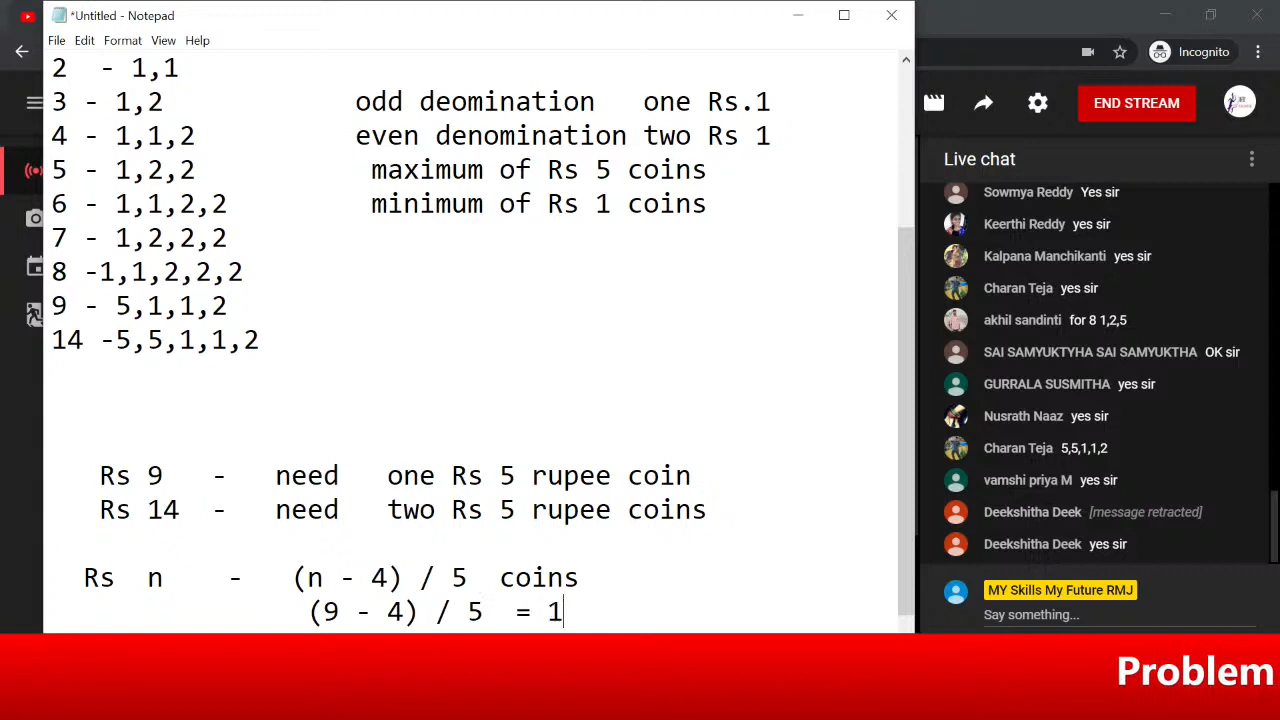 *Untitled - Notepad
File Edit Format View Help
2 - 1,1
3 - 1,2 odd deomination one Rs.1
4 - 1,1,2 even denomination two Rs 1
5 - 1,2,2 maximum of Rs 5 coins
6 - 1,1,2,2 minimum of Rs 1 coins
7 - 1,2,2,2
8 -1,1,2,2,2
9 - 5,1,1,2
14 -5,5,1,1,2
Rs 9 - need one Rs 5 rupee coin
Rs 14 - need two Rs 5 rupee coins
Rs n - (n - 4) / 5 coins
(9 - 4) / 5 = 1
Incognito
END STREAM
Live chat
Sowmya Reddy Yes sir
Keerthi Reddy yes sir
Kalpana Manchikanti yes sir
Charan Teja yes sir
akhil sandinti for 8 1,2,5
SAI SAMYUKTYHA SAI SAMYUKTHA OK sir
GURRALA SUSMITHA yes sir
Nusrath Naaz yes sir
Charan Teja 5,5,1,1,2
vamshi priya M yes sir
Deekshitha Deek [message retracted]
Deekshitha Deek yes sir
MY Skills My Future RMJ
Say something...
Problem